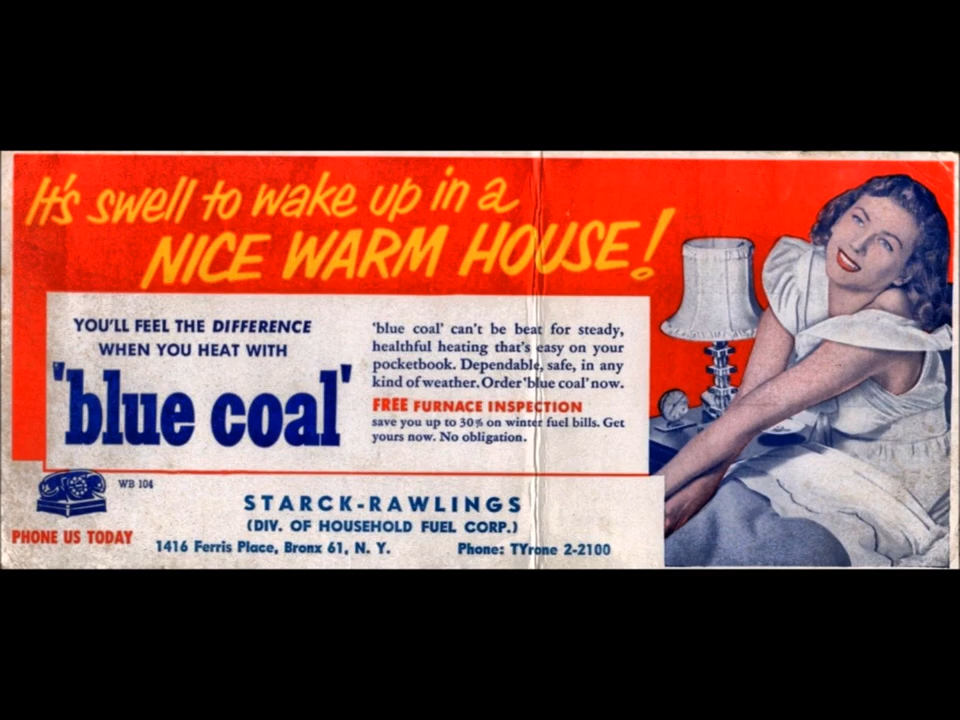 It's swell to wake up in a
NICE WARM HOUSE!
YOU'LL FEEL THE DIFFERENCE
WHEN YOU HEAT WITH
'blue coal'
'blue coal' can't be beat for steady,
healthful heating that's easy on your
pocketbook. Dependable, safe, in any
kind of weather. Order 'blue coal' now.
FREE FURNACE INSPECTION
save you up to 30% on winter fuel bills. Get
yours now. No obligation.
WB 104
PHONE US TODAY
STARCK-RAWLINGS
(DIV. OF HOUSEHOLD FUEL CORP.)
1416 Ferris Place, Bronx 61, N. Y. Phone: TYrone 2-2100